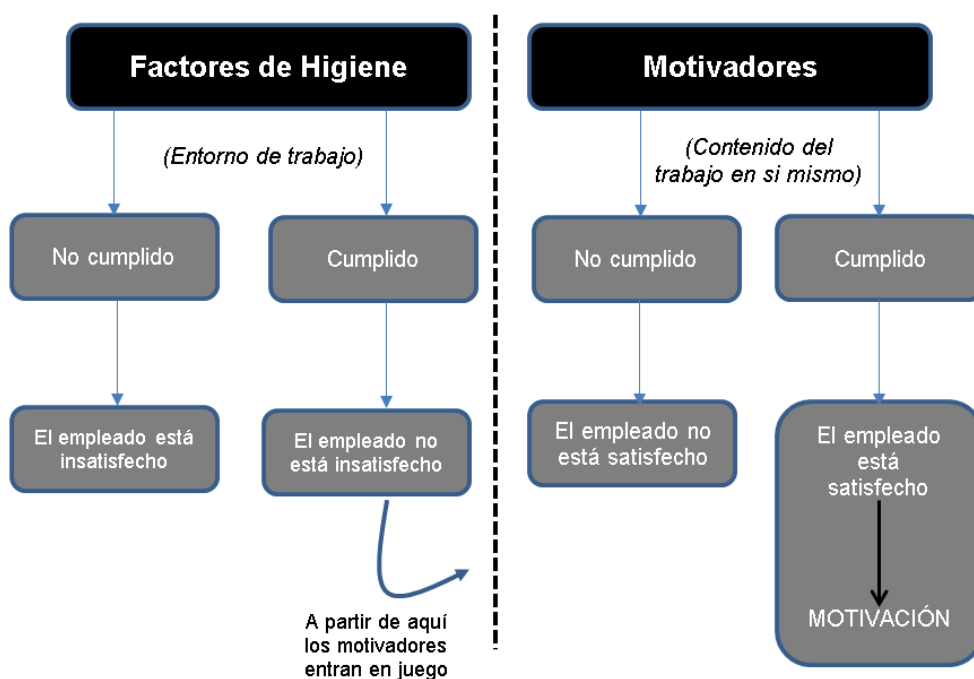 Factores de Higiene
(Entorno de trabajo)
No cumplido
Cumplido
El empleado está
insatisfecho
El empleado no
está insatisfecho
A partir de aquí
los motivadores
entran en juego
Motivadores
(Contenido del
trabajo en si mismo)
No cumplido
Cumplido
El empleado no
está satisfecho
El empleado
está
satisfecho
MOTIVACIÓN